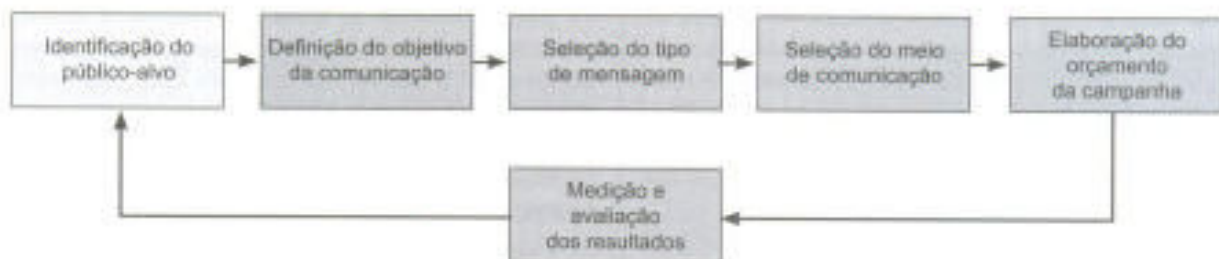 Identificação do
público-alvo
Definição do objetivo
da comunicação
Seleção do tipo
de mensagem
Seleção do meio
de comunicação
Elaboração do
orçamento
da campanha
Medição e
avaliação
dos resultados